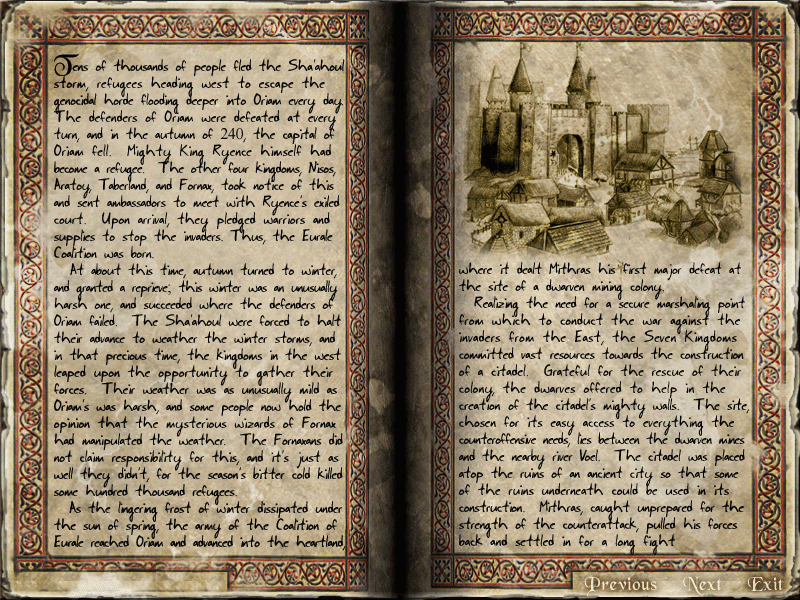 Tens of thousands of people fled the Sha'ahoul
storm, refugees heading west to escape the
genocidal horde flooding deeper into Oriam every day.
The defenders of Oriam were defeated at every
turn, and in the autumn of 240, the capital of
Oriam fell. Mighty King Ryence himself had
become a refugee. The other four kingdoms, Nisos,
Aratoy, Taberland, and Fornax, took notice of this
and sent ambassadors to meet with Ryence's exiled
court. Upon arrival, they pledged warriors and
supplies to stop the invaders. Thus, the Eurale
Coalition was born.
At about this time, autumn turned to winter,
and granted a reprieve; this winter was an unusually
harsh one, and succeeded where the defenders of
Oriam failed. The Sha'ahoul were forced to halt
their advance to weather the winter storms, and
in that precious time, the kingdoms in the west
leaped upon the opportunity to gather their
forces. Their weather was as unusually mild as
Oriam's was harsh, and some people now hold the
opinion that the mysterious wizards of Fornax
had manipulated the weather. The Fornaxans did
not claim responsibility for this, and it's just as
well they didn't, for the season's bitter cold killed
some hundred thousand refugees.
As the lingering frost of winter dissipated under
the sun of spring, the army of the Coalition of
Eurale reached Oriam and advanced into the heartland,
where it dealt Mithras his first major defeat at
the site of a dwarven mining colony.
Realizing the need for a secure marshaling point
from which to conduct the war against the
invaders from the East, the Seven Kingdoms
committed vast resources towards the construction
of a citadel. Grateful for the rescue of their
colony, the dwarves offered to help in the
creation of the citadel's mighty walls. The site,
chosen for its easy access to everything the
counteroffensive needs, lies between the dwarven mines
and the nearby river Voel. The citadel was placed
atop the ruins of an ancient city so that some
of the ruins underneath could be used in its
construction. Mithras, caught unprepared for the
strength of the counterattack, pulled his forces
back and settled in for a long fight
Previous Next Exit